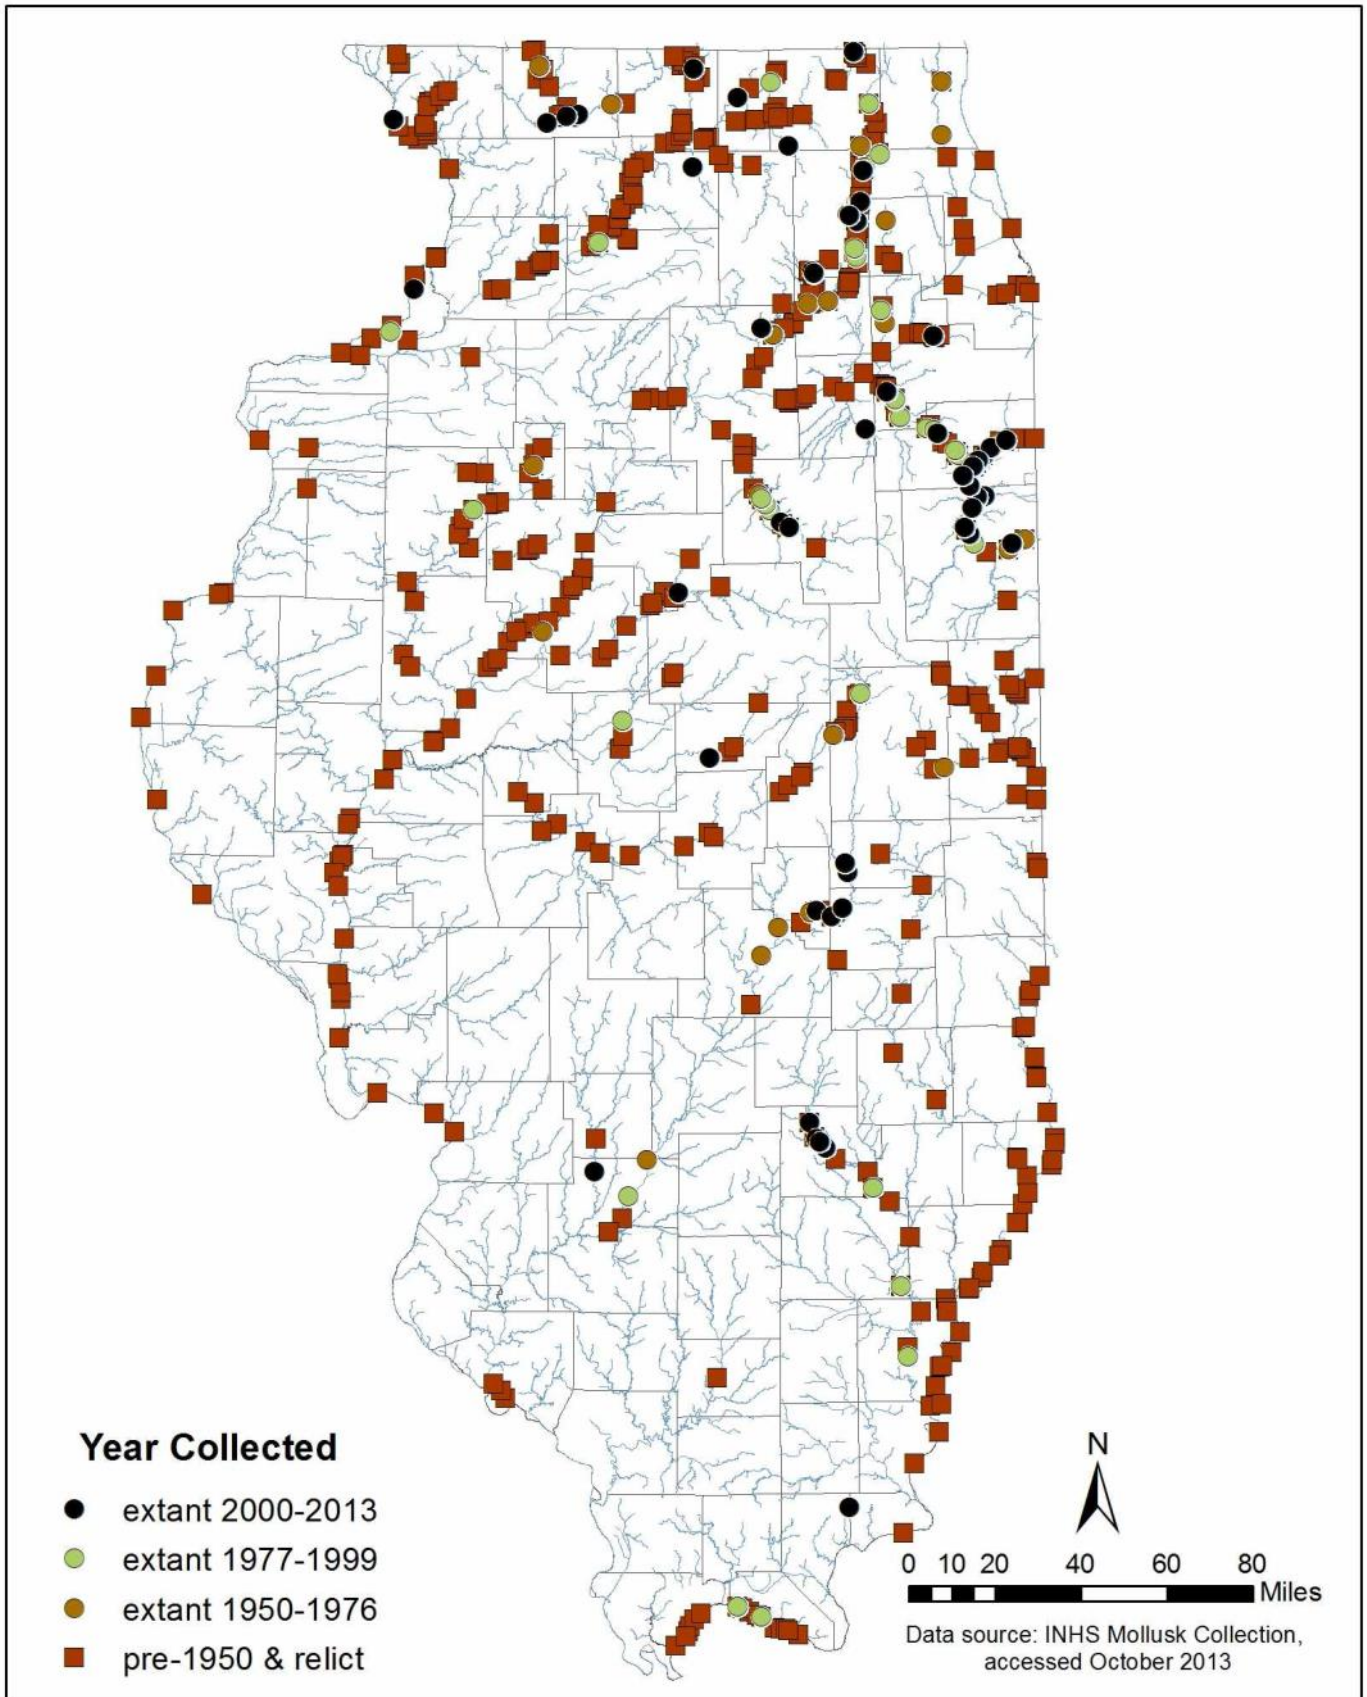 Year Collected
extant 2000-2013
extant 1977-1999
extant 1950-1976
pre-1950 & relict
N
0 10 20 40 60 80
Miles
Data source: INHS Mollusk Collection,
accessed October 2013